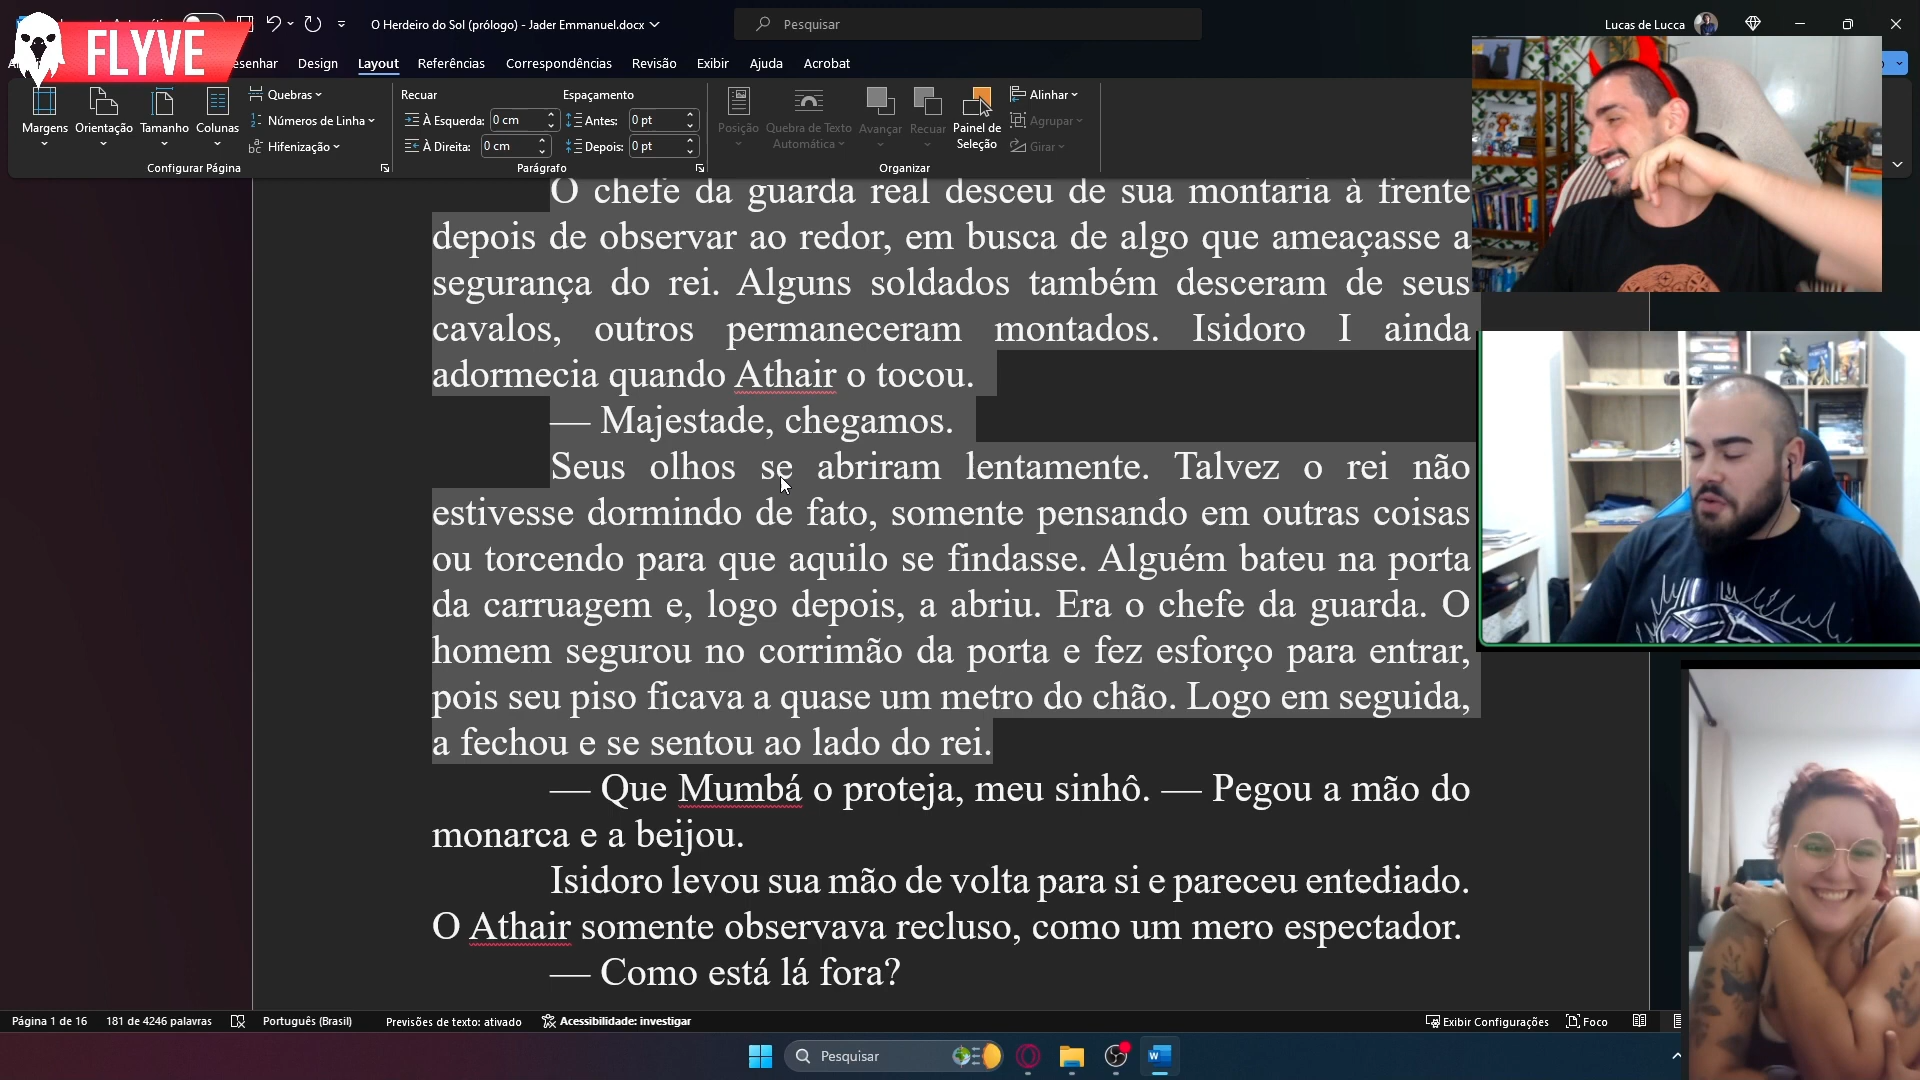 FLYVE
O Herdeiro do Sol (prólogo) - Jader Emmanuel.docx
Pesquisar
Lucas de Lucca
Design
Layout
Referências
Correspondências
Revisão
Exibir
Ajuda
Acrobat
Margens
Orientação
Tamanho
Colunas
Quebras
Números de Linha
Hifenização
Configurar Página
Recuar
À Esquerda: 0 cm
À Direita: 0 cm
Espaçamento
Antes: 0 pt
Depois: 0 pt
Parágrafo
Posição
Quebra de Texto Automática
Avançar
Recuar
Painel de Seleção
Alinhar
Agrupar
Girar
Organizar
O chefe da guarda real desceu de sua montaria à frente
depois de observar ao redor, em busca de algo que ameaçasse a
segurança do rei. Alguns soldados também desceram de seus
cavalos, outros permaneceram montados. Isidoro I ainda
adormecia quando Athair o tocou.
— Majestade, chegamos.
Seus olhos se abriram lentamente. Talvez o rei não
estivesse dormindo de fato, somente pensando em outras coisas
ou torcendo para que aquilo se findasse. Alguém bateu na porta
da carruagem e, logo depois, a abriu. Era o chefe da guarda. O
homem segurou no corrimão da porta e fez esforço para entrar,
pois seu piso ficava a quase um metro do chão. Logo em seguida,
a fechou e se sentou ao lado do rei.
— Que Mumbá o proteja, meu sinhô. — Pegou a mão do
monarca e a beijou.
Isidoro levou sua mão de volta para si e pareceu entediado.
O Athair somente observava recluso, como um mero espectador.
— Como está lá fora?
Página 1 de 16
181 de 4246 palavras
Português (Brasil)
Previsões de texto: ativado
Acessibilidade: investigar
Exibir Configurações
Foco
Pesquisar